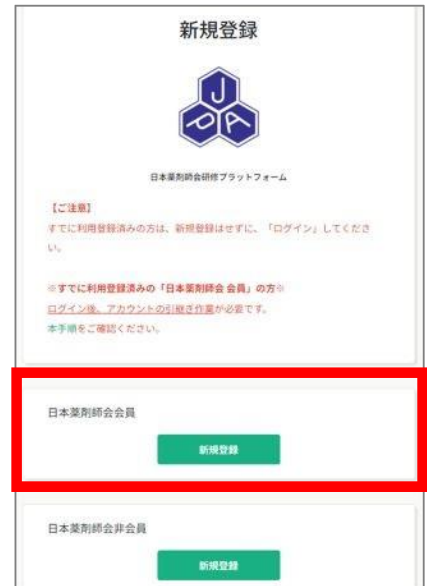 新規登録
J
P
A
日本薬剤師会研修プラットフォーム
【ご注意】
すでに利用登録済みの方は、新規登録はせずに、「ログイン」してくださ
い。
※すでに利用登録済みの「日本薬剤師会 会員」の方※
ログイン後、アカウントの引継ぎ作業が必要です。
本手順をご確認ください。
日本薬剤師会会員
新規登録
日本薬剤師会非会員
新規登録